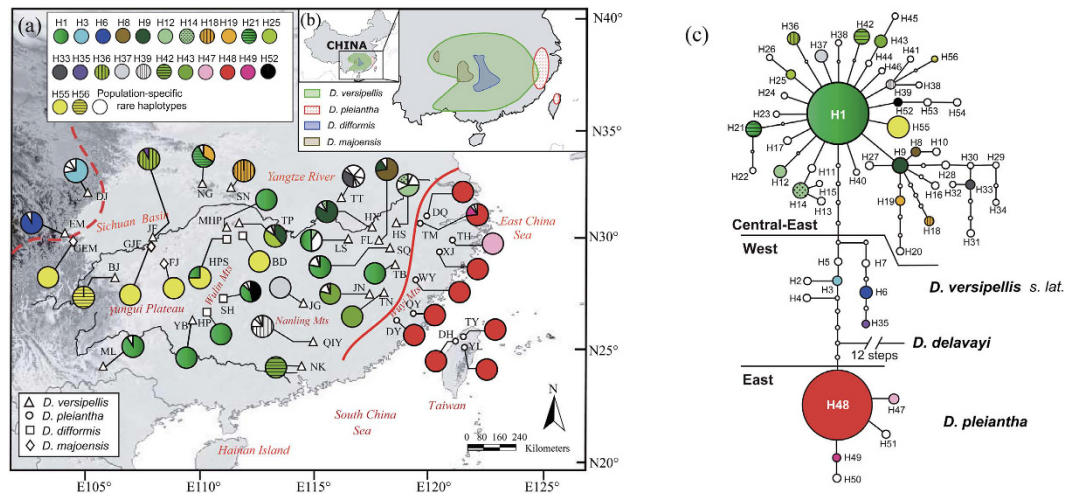 (a)
H1 H3 H6 H8 H9 H12 H14 H18 H19 H21 H25
H33 H35 H36 H37 H39 H42 H43 H47 H48 H49 H52
H55 H56 Population-specific
rare haplotypes
(b)
CHINA
D. versipellis
D. pleiantha
D. difformis
D. majoensis
N40°
N35°
N30°
N25°
N20°
E105° E110° E115° E120° E125°
Yangtze River
Sichuan Basin
East China
Sea
Yungui Plateau
Wulin Mts
Nanling Mts
Wuyi Mts
South China
Sea
Taiwan
Hainan Island
DJ
NG
SN
TT
HX
DQ
EM
GEM
JF
GJF
MHP
TP
LS
FL
HS
SQ
TM
TH
XJ
BJ
FJ
HPS
BD
TB
WY
JG
JN
TN
SH
HP
YB
QIY
QY
DY
DH
TY
YL
ML
NK
N
0 80 160 240
Kilometers
D. versipellis
D. pleiantha
D. difformis
D. majoensis
(c)
H45
H36
H38
H42
H43
H26
H37
H44
H41
H56
H25
H46
H38
H24
H39
H52
H53
H54
H1
H23
H55
H21
H17
H8
H10
H9
H22
H12
H11
H15
H14
H13
H40
H27
H28
H30
H29
H16
H32
H33
H34
H19
H18
H31
H20
Central-East
West
H5
H7
H2
H3
H6
H4
H35
D. versipellis s. lat.
D. delavayi
12 steps
East
H48
H47
H51
D. pleiantha
H49
H50